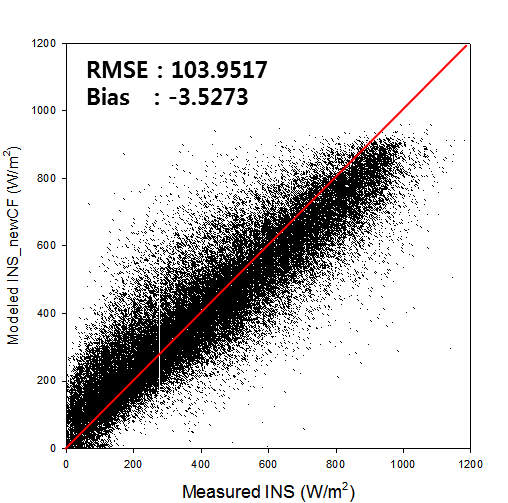 RMSE : 103.9517
Bias : -3.5273
1200
1000
800
600
400
200
0
Modeled INS_newCF (W/m²)
0 200 400 600 800 1000 1200
Measured INS (W/m²)